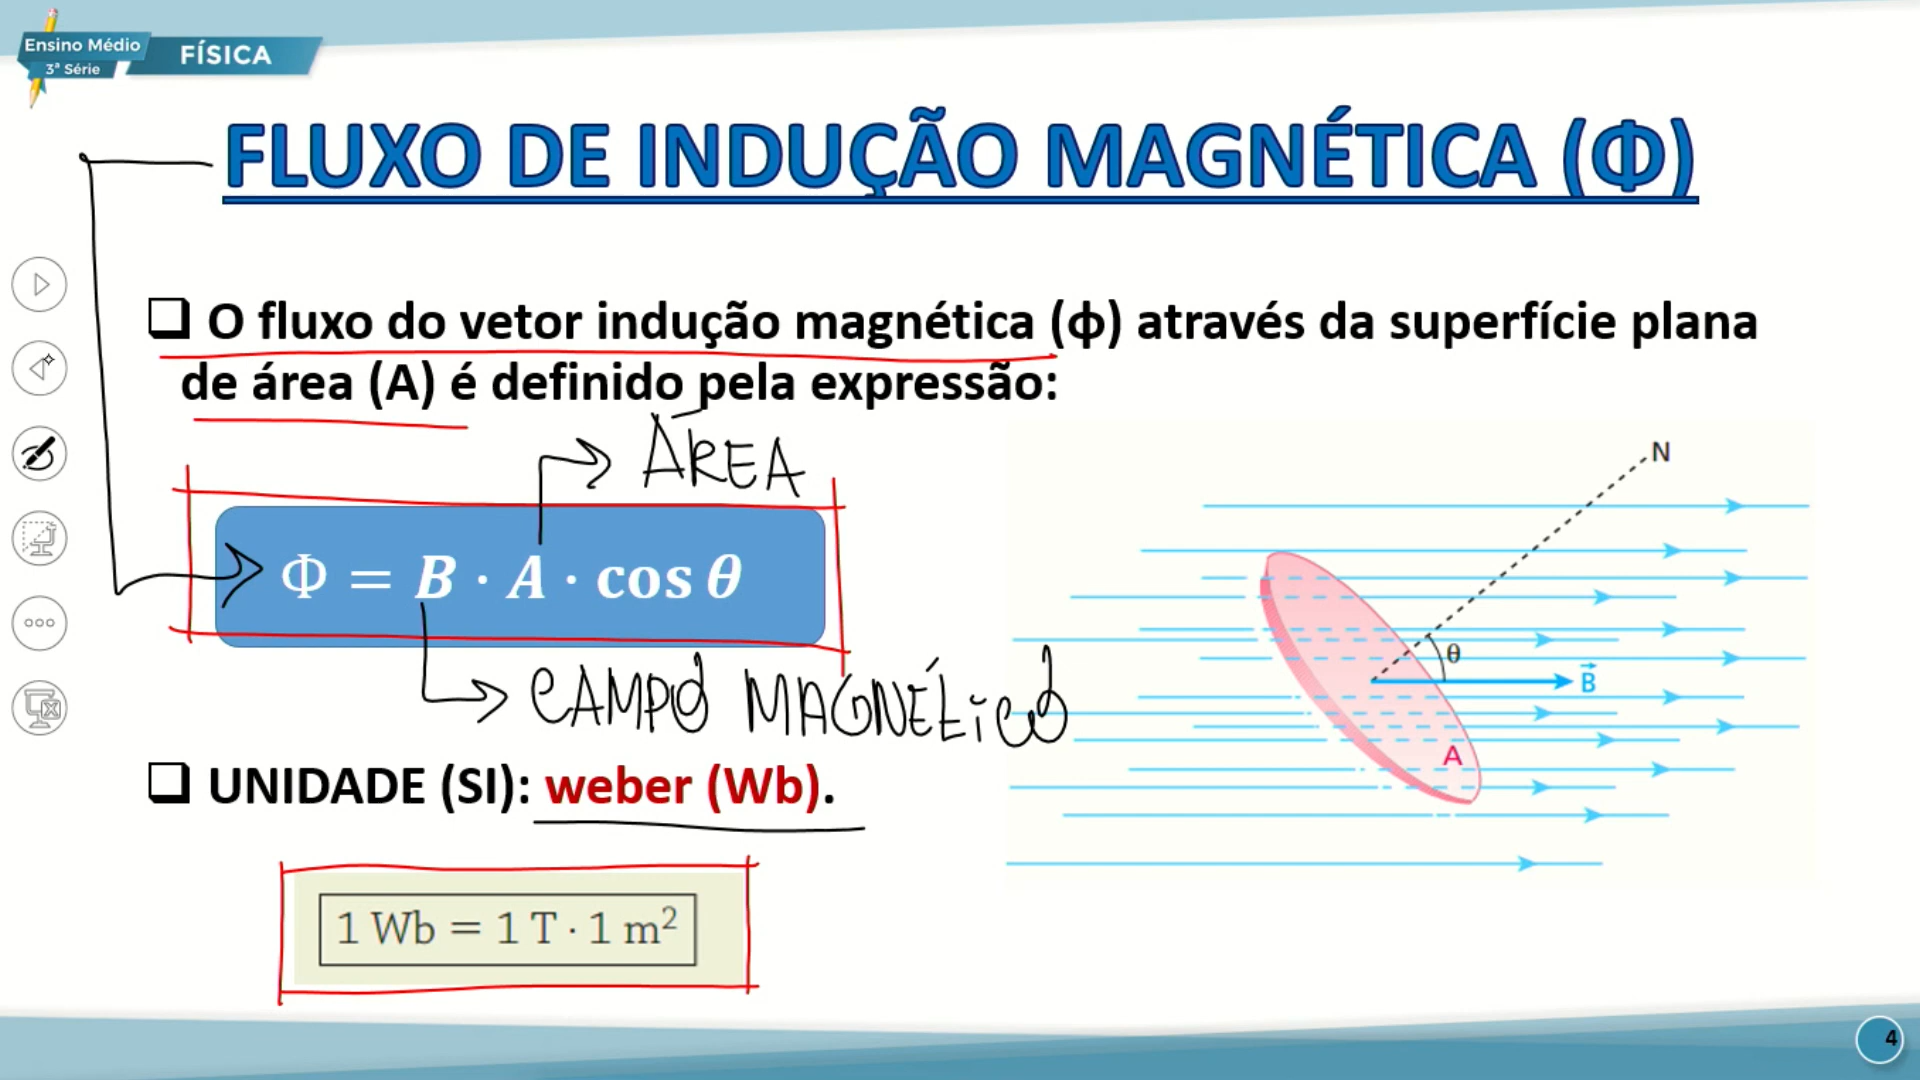 Ensino Médio
3ª Série
FÍSICA
FLUXO DE INDUÇÃO MAGNÉTICA (Φ)
O fluxo do vetor indução magnética (ϕ) através da superfície plana
de área (A) é definido pela expressão:
ÁREA
Φ = B · A · cos θ
CAMPO MAGNÉTICO
UNIDADE (SI): weber (Wb).
1 Wb = 1 T · 1 m²
N
θ
B⃗
A
4